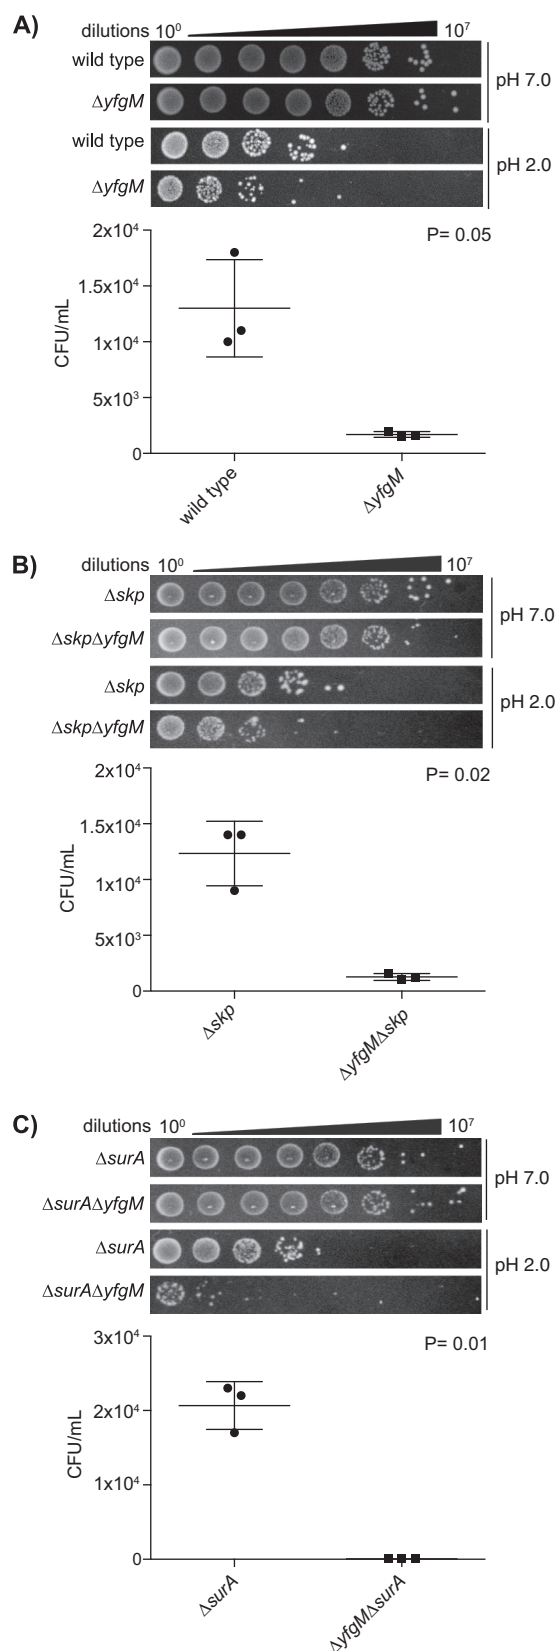 A)
dilutions 10⁰ 10⁷
wild type
ΔyfgM
pH 7.0
wild type
ΔyfgM
pH 2.0
P= 0.05
2x10⁴
1.5x10⁴
1x10⁴
5x10³
0
CFU/mL
wild type
ΔyfgM
B)
dilutions 10⁰ 10⁷
Δskp
ΔskpΔyfgM
pH 7.0
Δskp
ΔskpΔyfgM
pH 2.0
P= 0.02
2x10⁴
1.5x10⁴
1x10⁴
5x10³
0
CFU/mL
Δskp
ΔyfgMΔskp
C)
dilutions 10⁰ 10⁷
ΔsurA
ΔsurAΔyfgM
pH 7.0
ΔsurA
ΔsurAΔyfgM
pH 2.0
P= 0.01
3x10⁴
2x10⁴
1x10⁴
0
CFU/mL
ΔsurA
ΔyfgMΔsurA